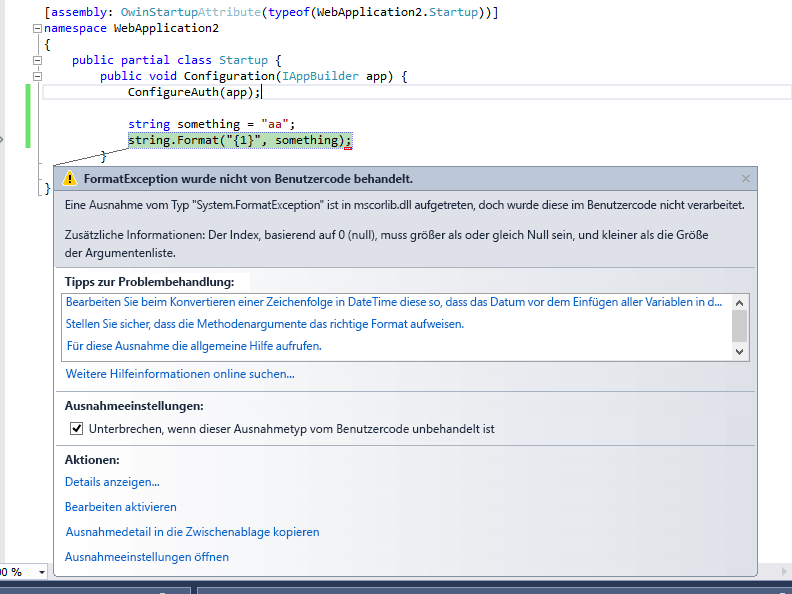 [assembly: OwinStartupAttribute(typeof(WebApplication2.Startup))]
namespace WebApplication2
{
public partial class Startup {
public void Configuration(IAppBuilder app) {
ConfigureAuth(app);
string something = "aa";
string.Format("{1}", something);
}
}
FormatException wurde nicht von Benutzercode behandelt.
Eine Ausnahme vom Typ "System.FormatException" ist in mscorlib.dll aufgetreten, doch wurde diese im Benutzercode nicht verarbeitet.
Zusätzliche Informationen: Der Index, basierend auf 0 (null), muss größer als oder gleich Null sein, und kleiner als die Größe
der Argumentenliste.
Tipps zur Problembehandlung:
Bearbeiten Sie beim Konvertieren einer Zeichenfolge in DateTime diese so, dass das Datum vor dem Einfügen aller Variablen in d...
Stellen Sie sicher, dass die Methodenargumente das richtige Format aufweisen.
Für diese Ausnahme die allgemeine Hilfe aufrufen.
Weitere Hilfeinformationen online suchen...
Ausnahmeeinstellungen:
Unterbrechen, wenn dieser Ausnahmetyp vom Benutzercode unbehandelt ist
Aktionen:
Details anzeigen...
Bearbeiten aktivieren
Ausnahmedetail in die Zwischenablage kopieren
Ausnahmeeinstellungen öffnen
0 %